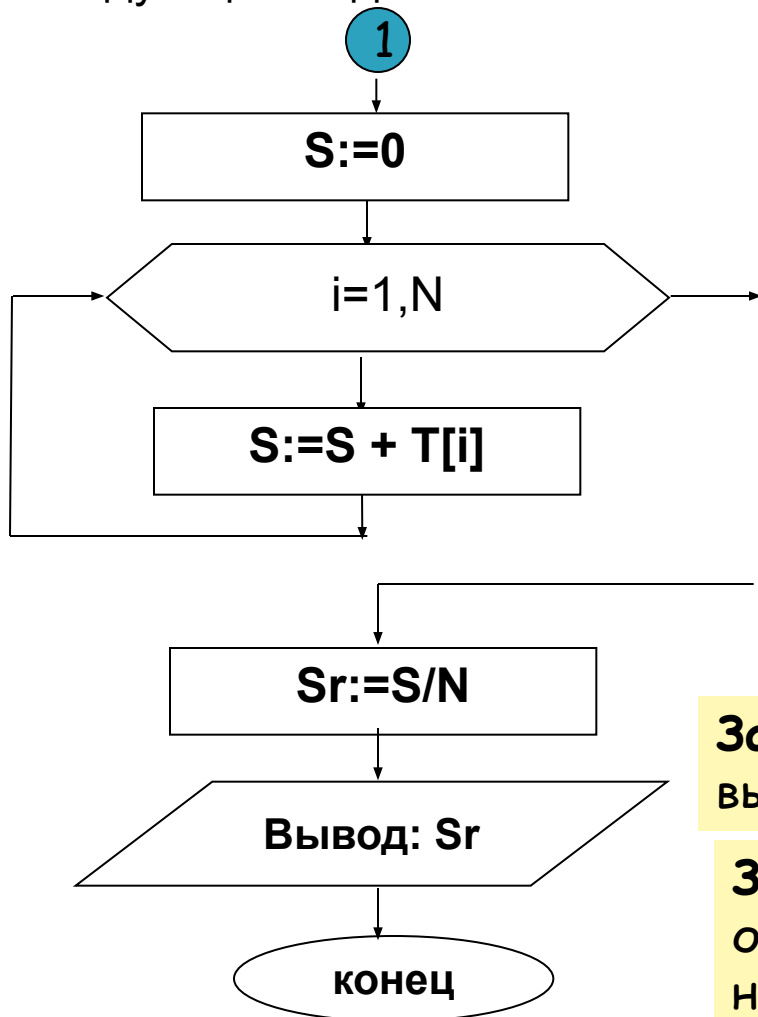 1
S:=0
i=1,N
S:=S + T[i]
Sr:=S/N
Вывод: Sr
конец